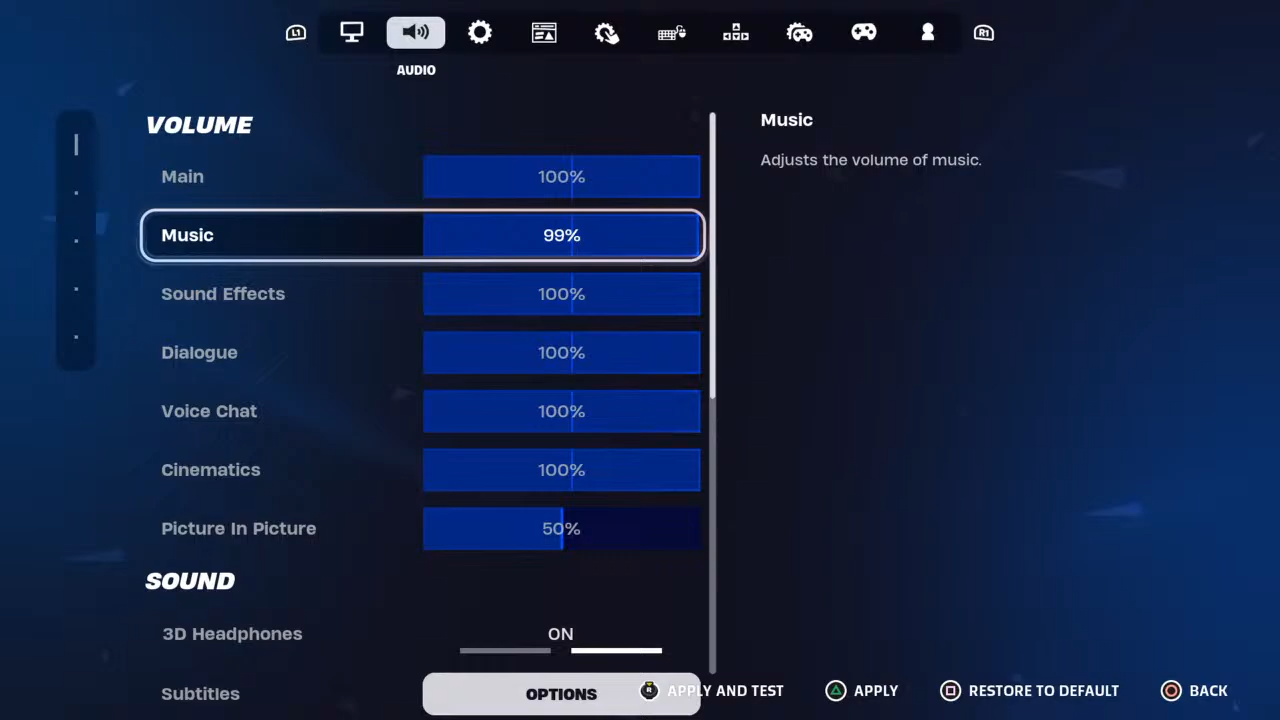 L1
R1
AUDIO
VOLUME
Main 100%
Music 99%
Sound Effects 100%
Dialogue 100%
Voice Chat 100%
Cinematics 100%
Picture In Picture 50%
SOUND
3D Headphones ON
Subtitles OPTIONS
Music
Adjusts the volume of music.
R APPLY AND TEST APPLY RESTORE TO DEFAULT BACK